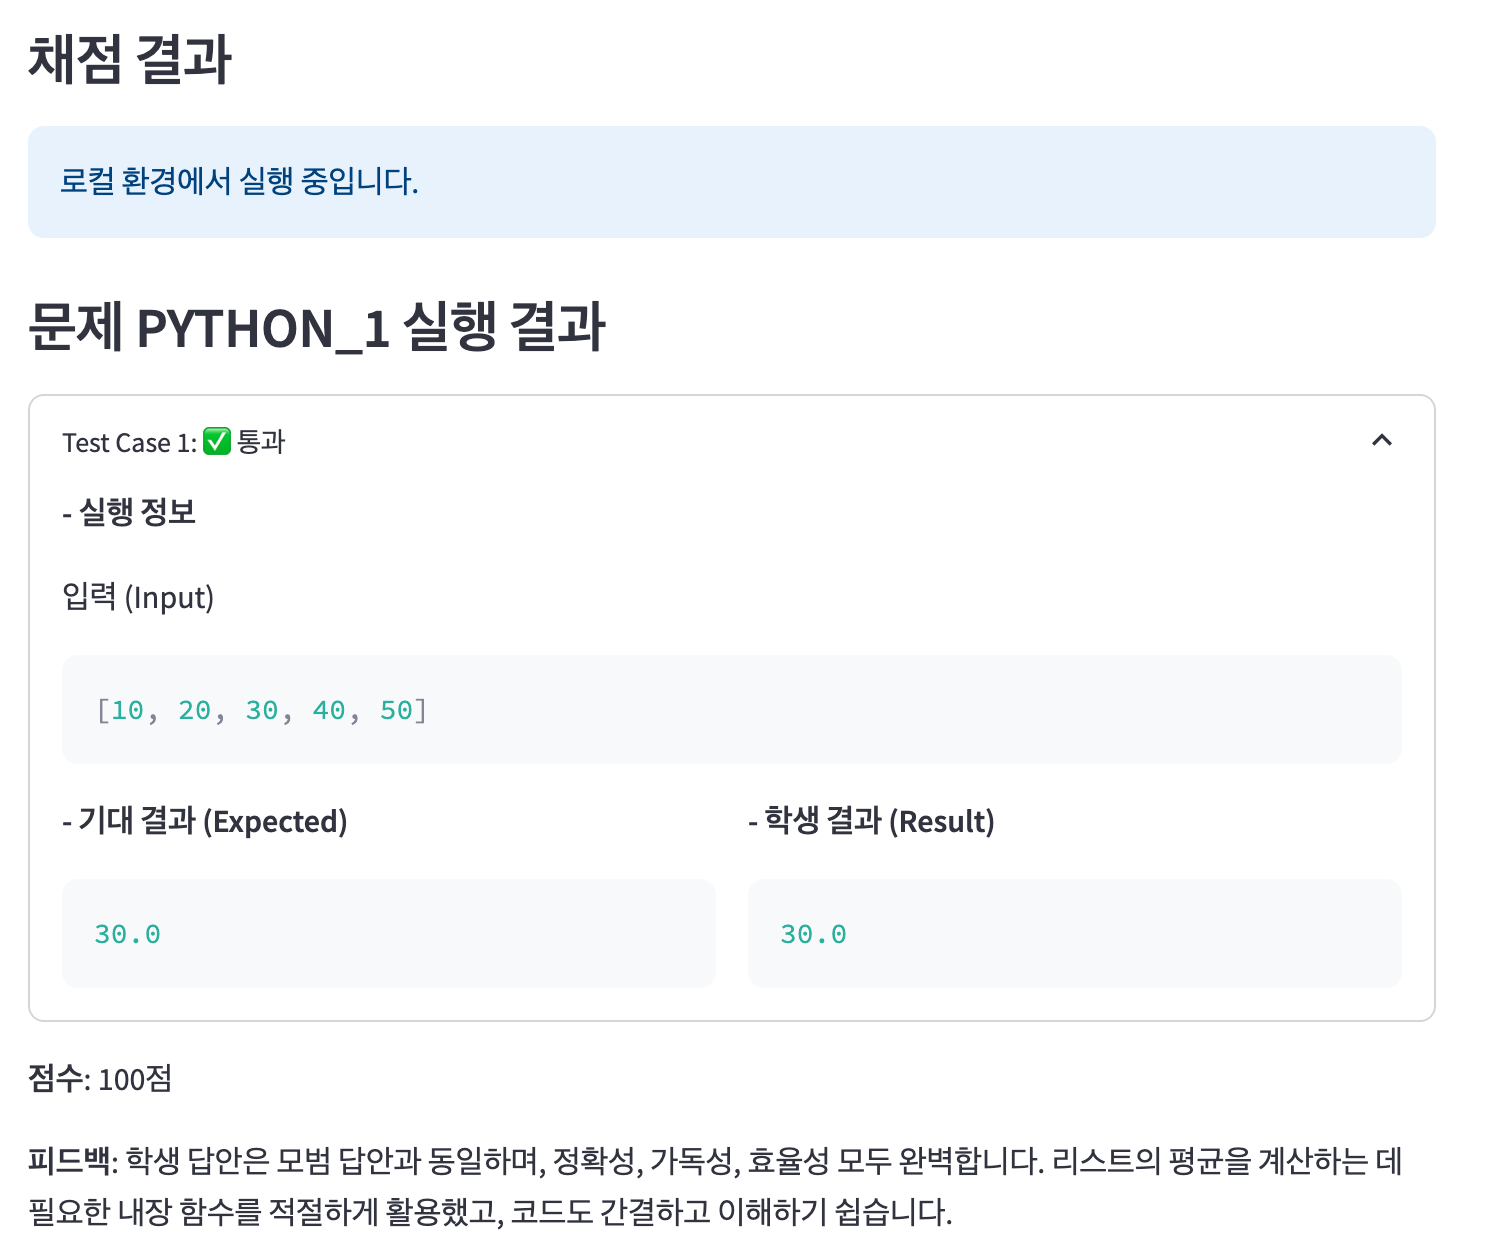 채점 결과
로컬 환경에서 실행 중입니다.
문제 PYTHON_1 실행 결과
Test Case 1: ✅ 통과
- 실행 정보
입력 (Input)
[10, 20, 30, 40, 50]
- 기대 결과 (Expected)
- 학생 결과 (Result)
30.0
30.0
점수: 100점
피드백: 학생 답안은 모범 답안과 동일하며, 정확성, 가독성, 효율성 모두 완벽합니다. 리스트의 평균을 계산하는 데
필요한 내장 함수를 적절하게 활용했고, 코드도 간결하고 이해하기 쉽습니다.